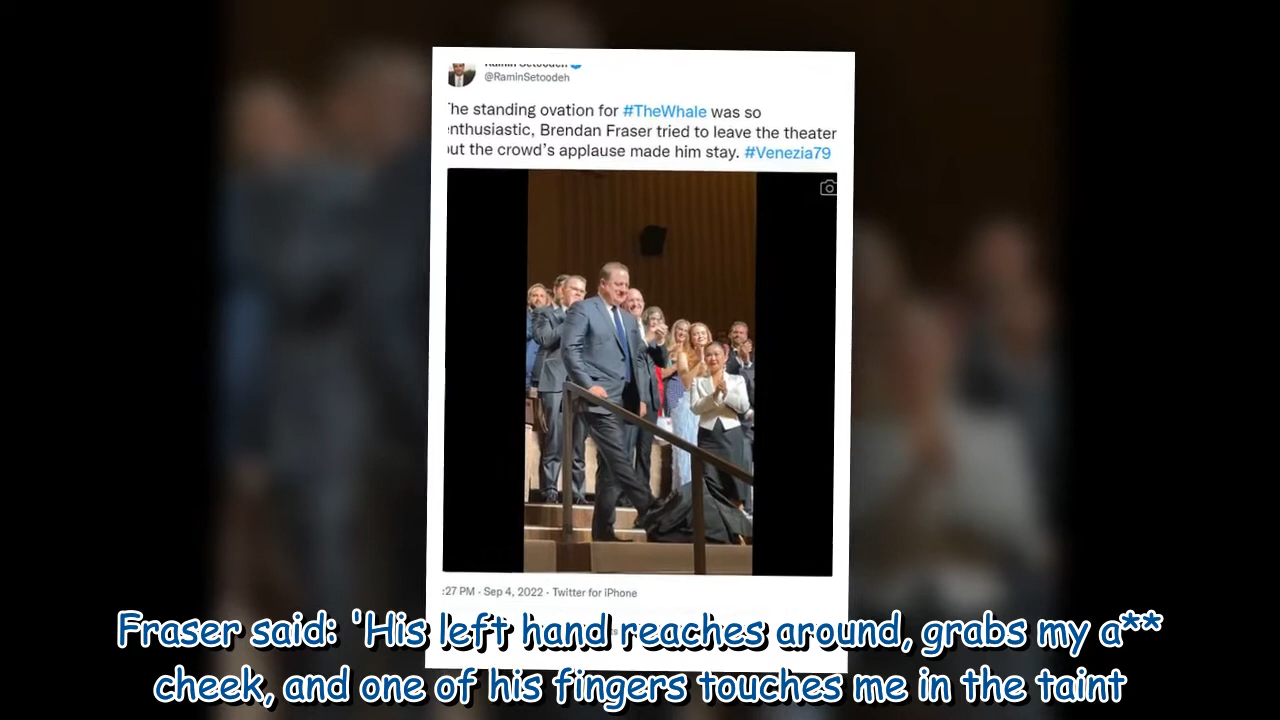 @RaminSetoodeh
he standing ovation for #TheWhale was so
nthusiastic, Brendan Fraser tried to leave the theater
ut the crowd's applause made him stay. #Venezia79
:27 PM · Sep 4, 2022 · Twitter for iPhone
Fraser said: 'His left hand reaches around, grabs my a**
cheek, and one of his fingers touches me in the taint